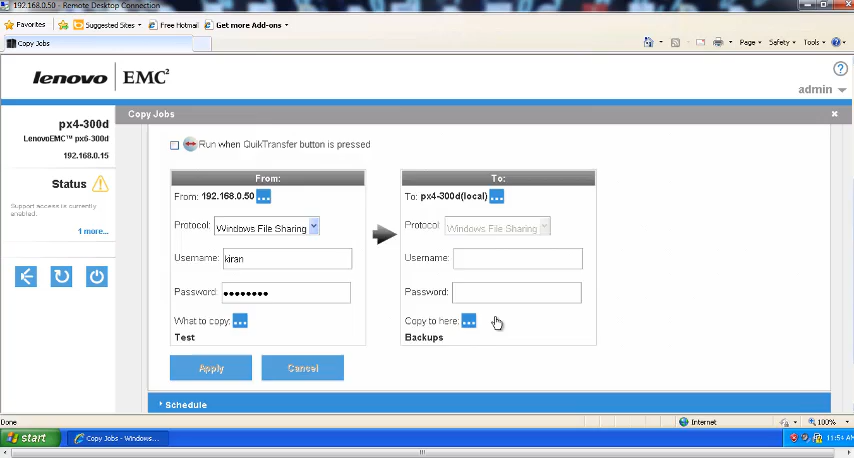 192.168.0.50 - Remote Desktop Connection
Favorites Suggested Sites Free Hotmail Get more Add-ons
Copy Jobs Page Safety Tools
lenovo EMC²
admin
px4-300d
LenovoEMC™ px6-300d
192.168.0.15
Status
Support access is currently
enabled.
1 more...
Copy Jobs
Run when QuikTransfer button is pressed
From:
From: 192.168.0.50 ...
Protocol: Windows File Sharing
Username: kiran
Password: ●●●●●●●●
What to copy: ...
Test
To:
To: px4-300d(local) ...
Protocol: Windows File Sharing
Username:
Password:
Copy to here: ...
Backups
Apply Cancel
Schedule
Done Internet 100%
start Copy Jobs - Windows...